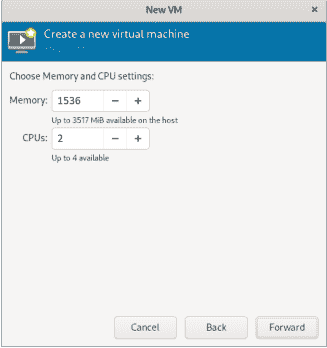 New VM
Create a new virtual machine
Choose Memory and CPU settings:
Memory: 1536 − +
Up to 3517 MiB available on the host
CPUs: 2 − +
Up to 4 available
Cancel Back Forward